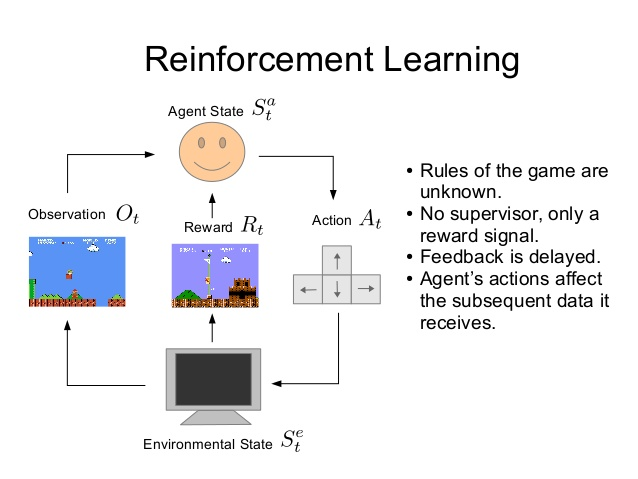 Reinforcement Learning
Agent State S_t^a
Observation O_t
Reward R_t
Action A_t
Environmental State S_t^e
• Rules of the game are
unknown.
• No supervisor, only a
reward signal.
• Feedback is delayed.
• Agent's actions affect
the subsequent data it
receives.